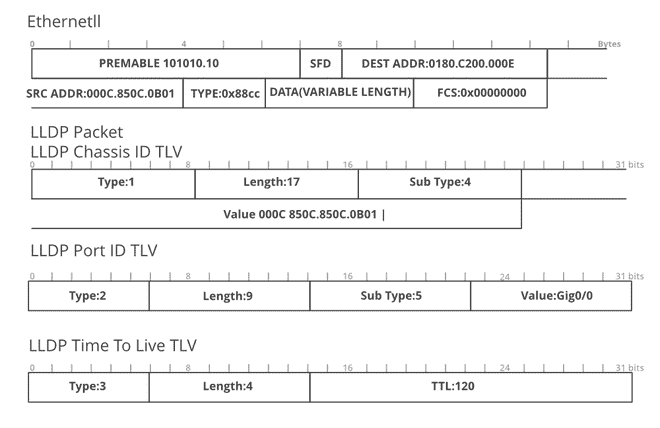 EthernetII
0 4 8 Bytes
PREMABLE 101010.10 SFD DEST ADDR:0180.C200.000E
SRC ADDR:000C.850C.0B01 TYPE:0x88cc DATA(VARIABLE LENGTH) FCS:0x00000000
LLDP Packet
LLDP Chassis ID TLV
0 8 16 31 bits
Type:1 Length:17 Sub Type:4
Value 000C 850C.850C.0B01 |
LLDP Port ID TLV
0 8 16 24 31 bits
Type:2 Length:9 Sub Type:5 Value:Gig0/0
LLDP Time To Live TLV
0 8 16 24 31 bits
Type:3 Length:4 TTL:120